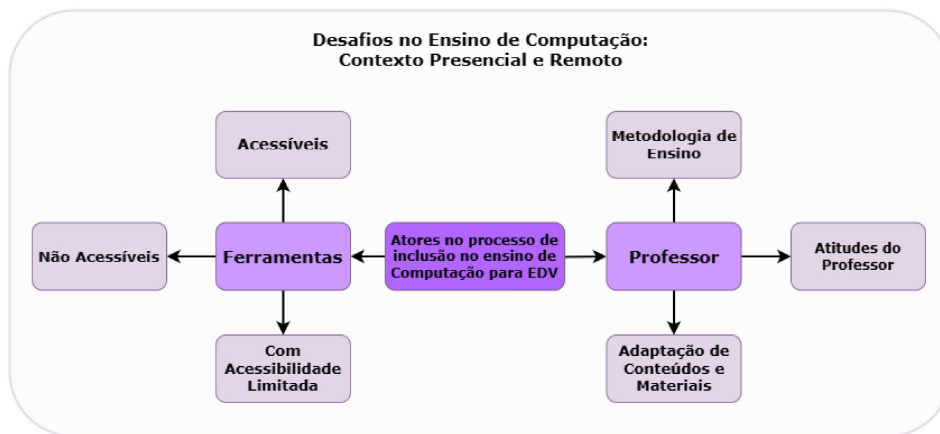 Desafios no Ensino de Computação:
Contexto Presencial e Remoto
Acessíveis
Metodologia de
Ensino
Não Acessíveis
Ferramentas
Atores no processo de
inclusão no ensino de
Computação para EDV
Professor
Atitudes do
Professor
Com
Acessibilidade
Limitada
Adaptação de
Conteúdos e
Materiais